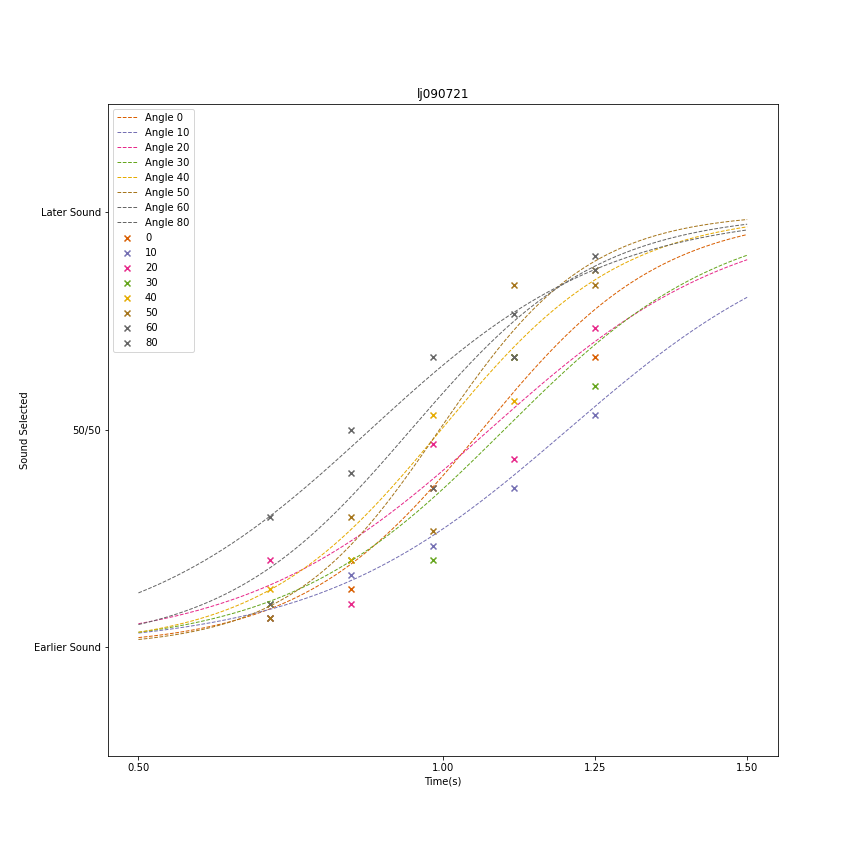 lj090721
Angle 0
Angle 10
Angle 20
Angle 30
Angle 40
Angle 50
Angle 60
Angle 80
0
10
20
30
40
50
60
80
Later Sound
50/50
Earlier Sound
Sound Selected
0.50
1.00
1.25
1.50
Time(s)